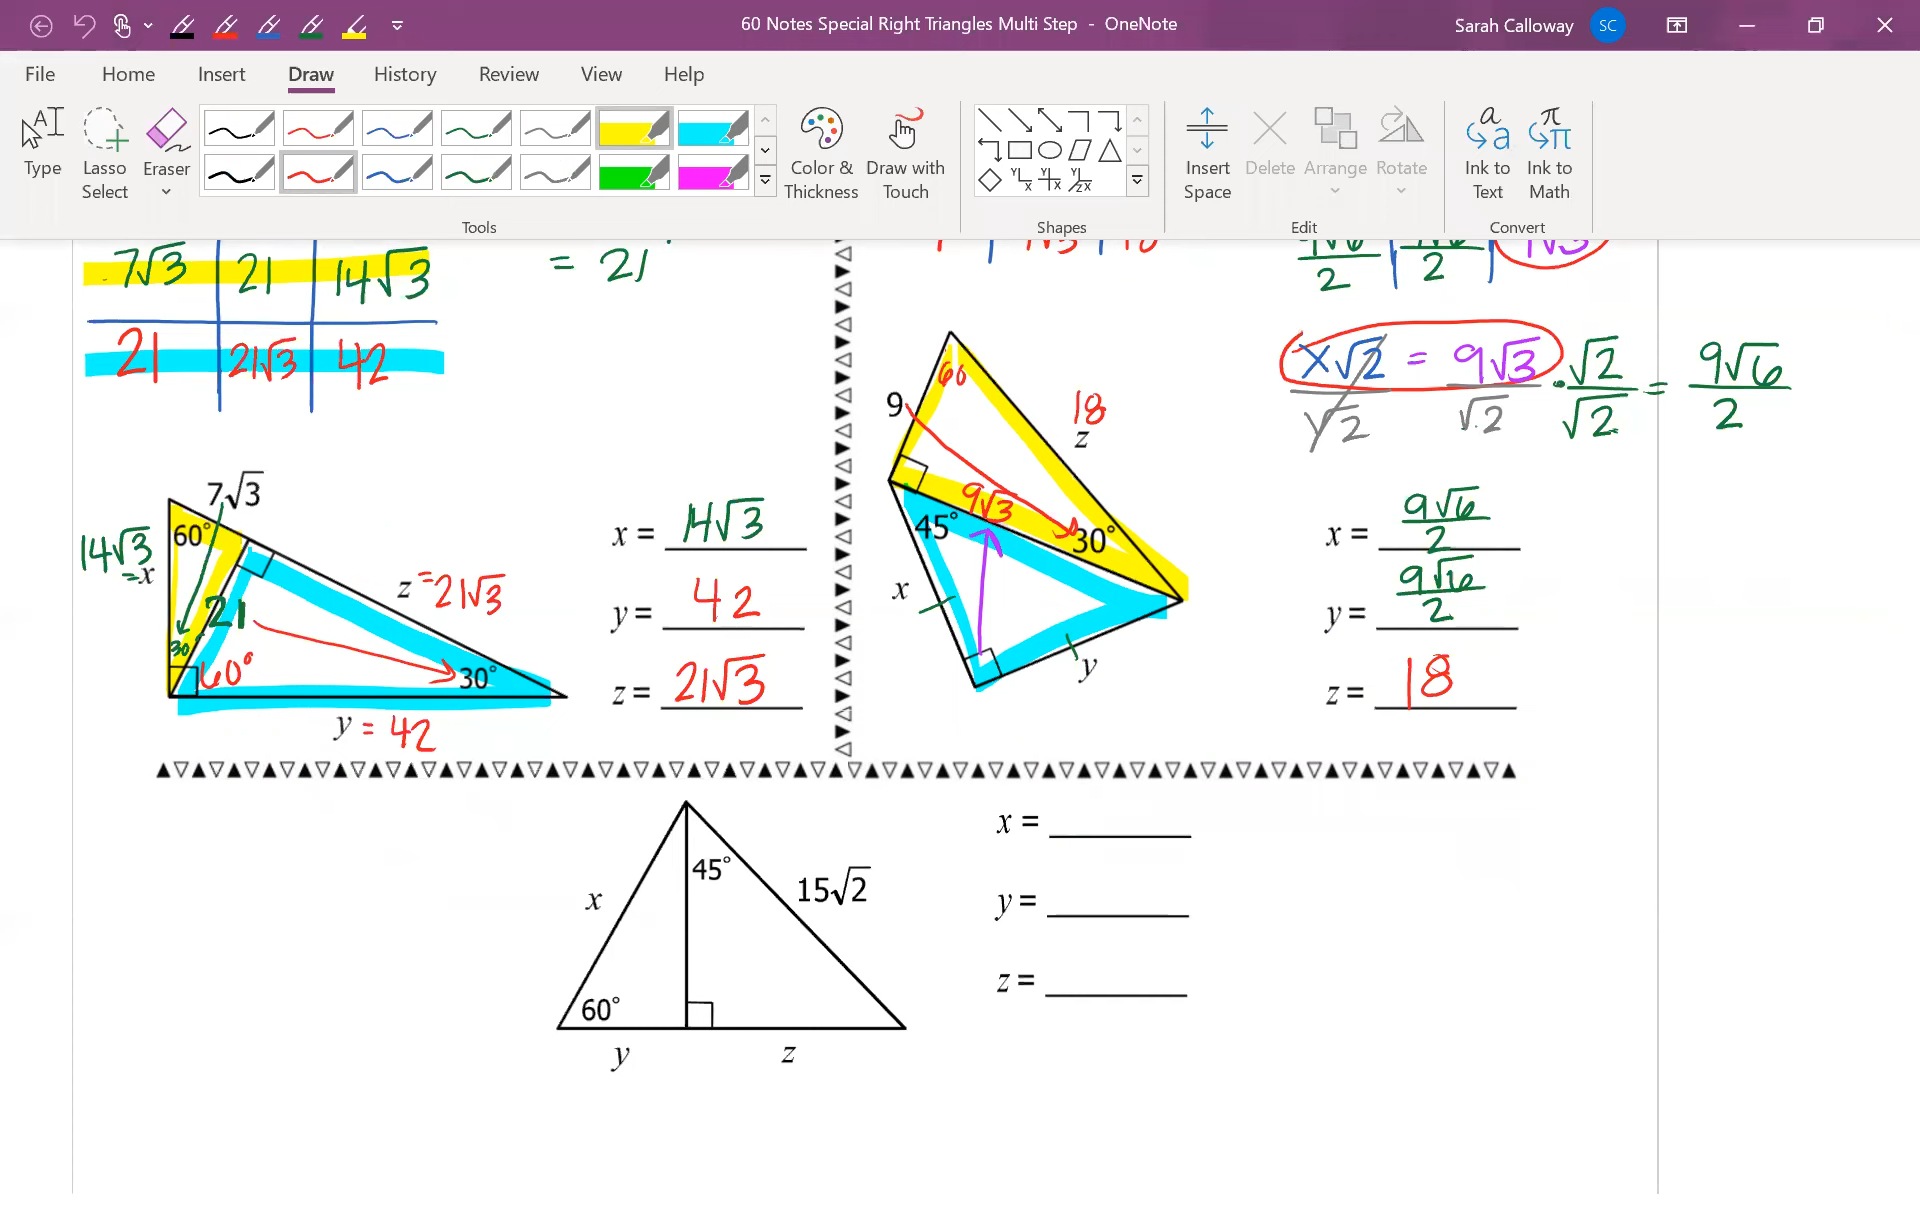 60 Notes Special Right Triangles Multi Step - OneNote
Sarah Calloway SC
File Home Insert Draw History Review View Help
Type
Lasso Select
Eraser
Color & Thickness
Draw with Touch
Insert Space
Delete
Arrange
Rotate
Ink to Text
Ink to Math
Tools
Shapes
Edit
Convert
7√3 | 21 | 14√3
21 | 21√3 | 42
= 21
x√2 = 9√3 · √2 = 9√6
√2 √2 √2 2
7√3
60°
14√3 = x
21
30°
60°
30°
z = 21√3
y = 42
x = 14√3
y = 42
z = 21√3
60
9
18
z
9√3
45°
30°
x
y
x = 9√6/2
y = 9√6/2
z = 18
45°
15√2
x
60°
y
z
x =
y =
z =